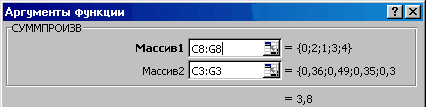 Аргументы функции
СУММПРОИЗВ
Массив1 C8:G8 = {0;2;1;3;4}
Массив2 C3:G3 = {0,36;0,49;0,35;0,3
= 3,8